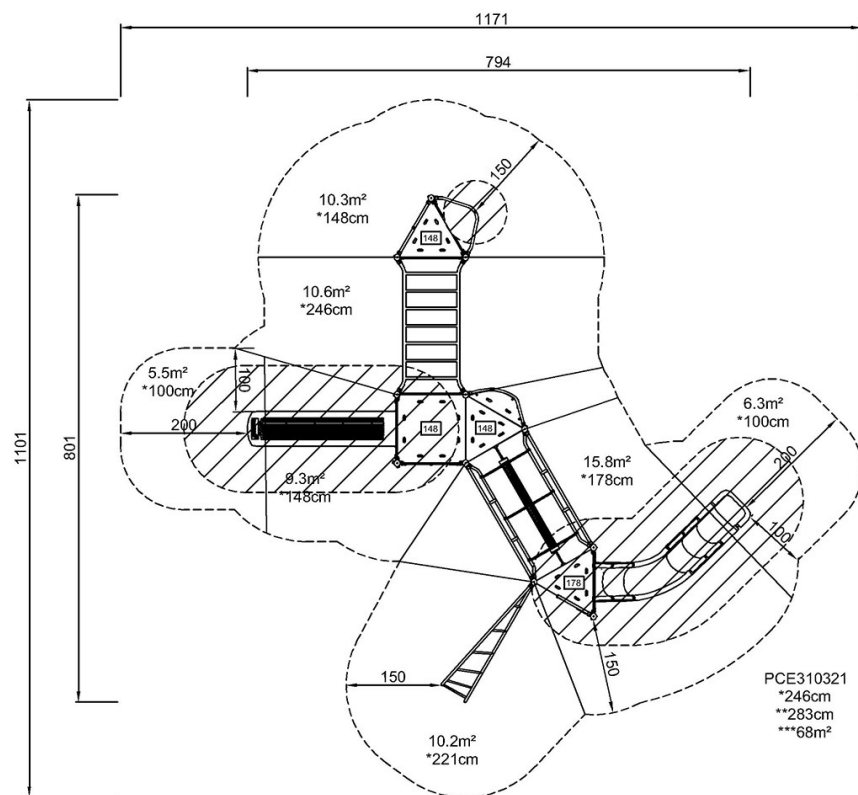 1171
794
150
10.3m²
*148cm
148
10.6m²
*246cm
5.5m²
*100cm
100
6.3m²
*100cm
1101
801
200
148
148
200
9.3m²
*148cm
15.8m²
*178cm
100
178
150
150
PCE310321
*246cm
**283cm
***68m²
10.2m²
*221cm